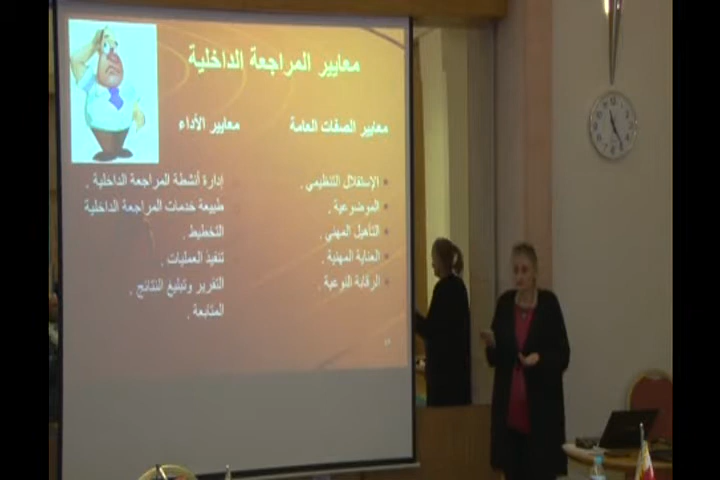 معايير المراجعة الداخلية
معايير الصفات العامة
الإستقلال التنظيمي .
الموضوعية .
التأهيل المهني .
العناية المهنية .
الرقابة النوعية .
معايير الأداء
إدارة أنشطة المراجعة الداخلية .
طبيعة خدمات المراجعة الداخلية
التخطيط .
تنفيذ العمليات .
التقرير وتبليغ النتائج .
المتابعة .